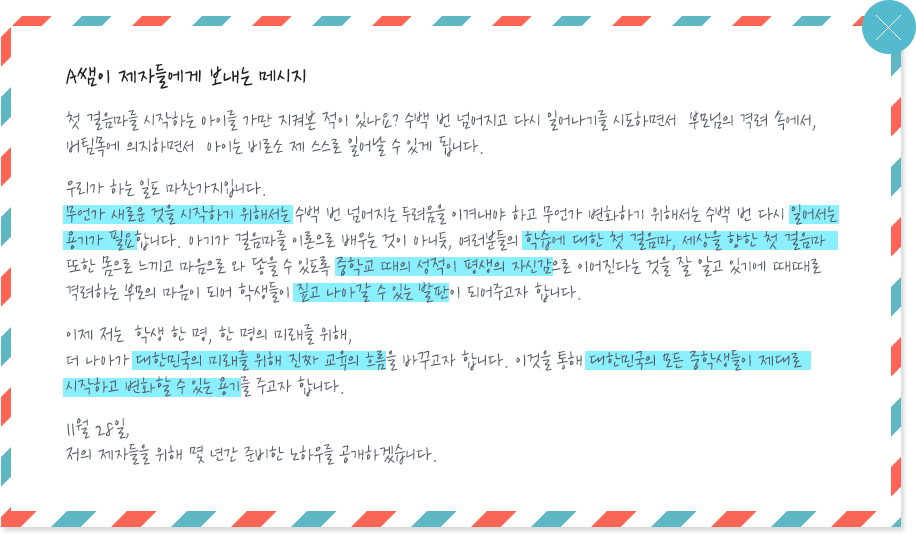 A쌤이 제자들에게 보내는 메시지
첫 걸음마를 시작하는 아이를 가만 지켜본 적이 있나요? 수백 번 넘어지고 다시 일어나기를 시도하면서 부모님의 격려 속에서,
버팀목에 의지하면서 아이는 비로소 제 스스로 일어날 수 있게 됩니다.
우리가 하는 일도 마찬가지입니다.
무언가 새로운 것을 시작하기 위해서는 수백 번 넘어지는 두려움을 이겨내야 하고 무언가 변화하기 위해서는 수백 번 다시 일어서는
용기가 필요합니다. 아기가 걸음마를 이론으로 배우는 것이 아니듯, 여러분들의 학습에 대한 첫 걸음마, 세상을 향한 첫 걸음마
또한 몸으로 느끼고 마음으로 와 닿을 수 있도록 중학교 때의 성적이 평생의 자신감으로 이어진다는 것을 잘 알고 있기에 때때로
격려하는 부모의 마음이 되어 학생들이 짚고 나아갈 수 있는 발판이 되어주고자 합니다.
이제 저는 학생 한 명, 한 명의 미래를 위해,
더 나아가 대한민국의 미래를 위해 진짜 교육의 흐름을 바꾸고자 합니다. 이것을 통해 대한민국의 모든 중학생들이 제대로
시작하고 변화할 수 있는 용기를 주고자 합니다.
11월 28일,
저의 제자들을 위해 몇 년간 준비한 노하우를 공개하겠습니다.